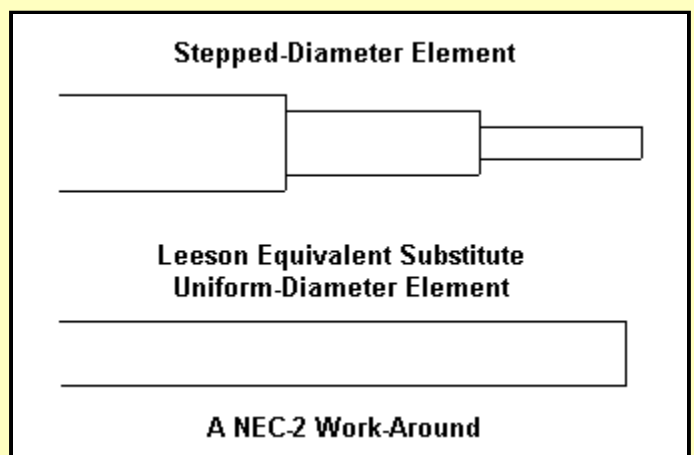 Stepped-Diameter Element
Leeson Equivalent Substitute
Uniform-Diameter Element
A NEC-2 Work-Around